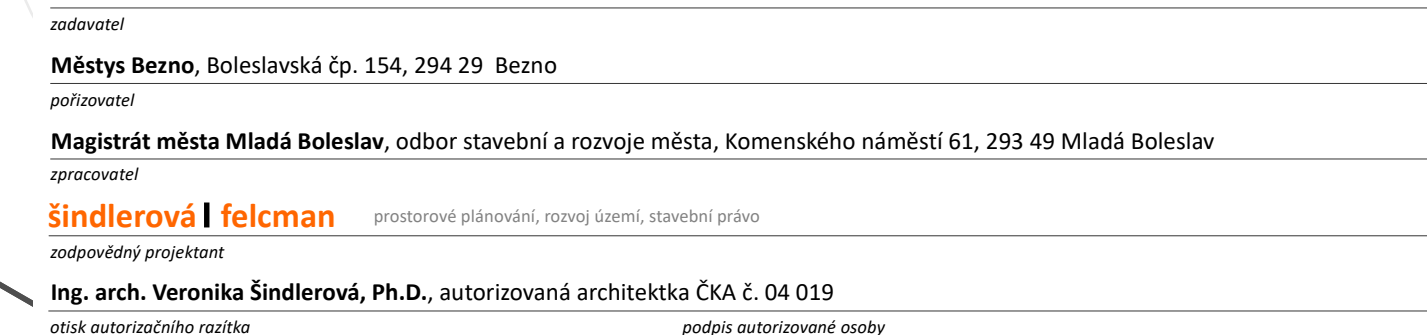 zadavatel
Městys Bezno, Boleslavská čp. 154, 294 29  Bezno
pořizovatel
Magistrát města Mladá Boleslav, odbor stavební a rozvoje města, Komenského náměstí 61, 293 49 Mladá Boleslav
zpracovatel
šindlerová | felcman prostorové plánování, rozvoj území, stavební právo
zodpovědný projektant
Ing. arch. Veronika Šindlerová, Ph.D., autorizovaná architektka ČKA č. 04 019
otisk autorizačního razítka podpis autorizované osoby